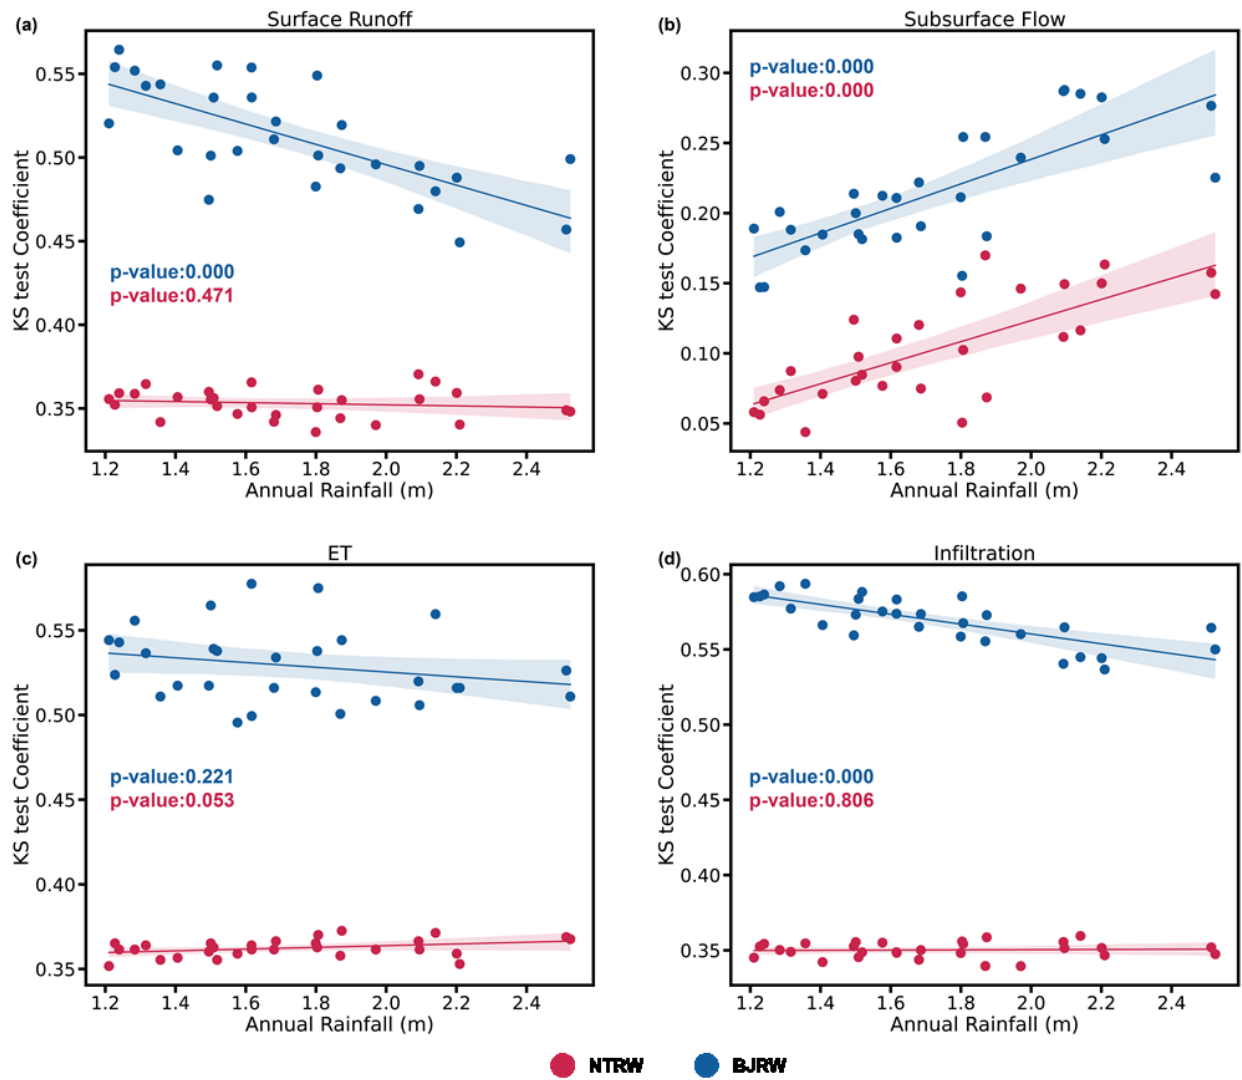 (a)
Surface Runoff
KS test Coefficient
0.55
0.50
0.45
0.40
0.35
p-value:0.000
p-value:0.471
1.2 1.4 1.6 1.8 2.0 2.2 2.4
Annual Rainfall (m)
(b)
Subsurface Flow
KS test Coefficient
0.30
0.25
0.20
0.15
0.10
0.05
p-value:0.000
p-value:0.000
1.2 1.4 1.6 1.8 2.0 2.2 2.4
Annual Rainfall (m)
(c)
ET
KS test Coefficient
0.55
0.50
0.45
0.40
0.35
p-value:0.221
p-value:0.053
1.2 1.4 1.6 1.8 2.0 2.2 2.4
Annual Rainfall (m)
(d)
Infiltration
KS test Coefficient
0.60
0.55
0.50
0.45
0.40
0.35
p-value:0.000
p-value:0.806
1.2 1.4 1.6 1.8 2.0 2.2 2.4
Annual Rainfall (m)
NTRW BJRW